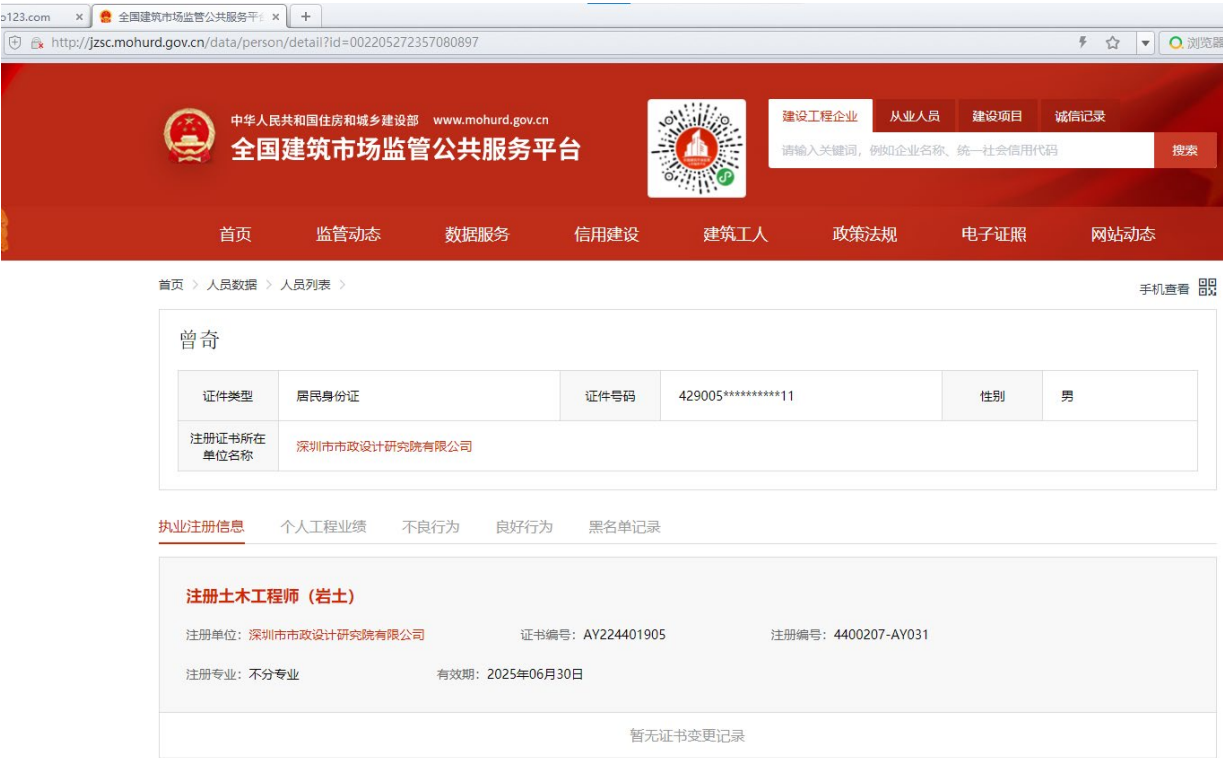 o123.com × 全国建筑市场监管公共服务平台 × +
http://jzsc.mohurd.gov.cn/data/person/detail?id=002205272357080897 浏览器
中华人民共和国住房和城乡建设部 www.mohurd.gov.cn
全国建筑市场监管公共服务平台
建设工程企业 从业人员 建设项目 诚信记录
请输入关键词，例如企业名称、统一社会信用代码 搜索
首页 监管动态 数据服务 信用建设 建筑工人 政策法规 电子证照 网站动态
首页 > 人员数据 > 人员列表 >
手机查看
曾奇
证件类型 居民身份证 证件号码 429005**********11 性别 男
注册证书所在
单位名称
深圳市市政设计研究院有限公司
执业注册信息 个人工程业绩 不良行为 良好行为 黑名单记录
注册土木工程师（岩土）
注册单位：深圳市市政设计研究院有限公司 证书编号：AY224401905 注册编号：4400207-AY031
注册专业：不分专业 有效期：2025年06月30日
暂无证书变更记录